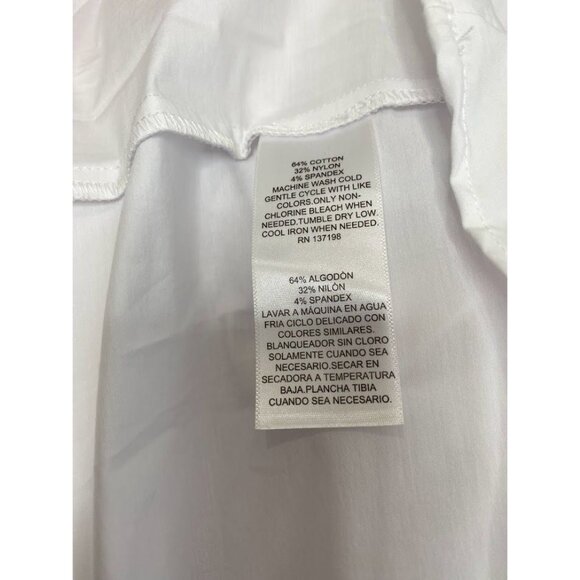 64% COTTON
32% NYLON
4% SPANDEX
MACHINE WASH COLD
GENTLE CYCLE WITH LIKE
COLORS.ONLY NON-
CHLORINE BLEACH WHEN
NEEDED.TUMBLE DRY LOW.
COOL IRON WHEN NEEDED.
RN 137198
64% ALGODÓN
32% NILÓN
4% SPANDEX
LAVAR A MÁQUINA EN AGUA
FRIA CICLO DELICADO CON
COLORES SIMILARES.
BLANQUEADOR SIN CLORO
SOLAMENTE CUANDO SEA
NECESARIO.SECAR EN
SECADORA A TEMPERATURA
BAJA.PLANCHA TIBIA
CUANDO SEA NECESARIO.